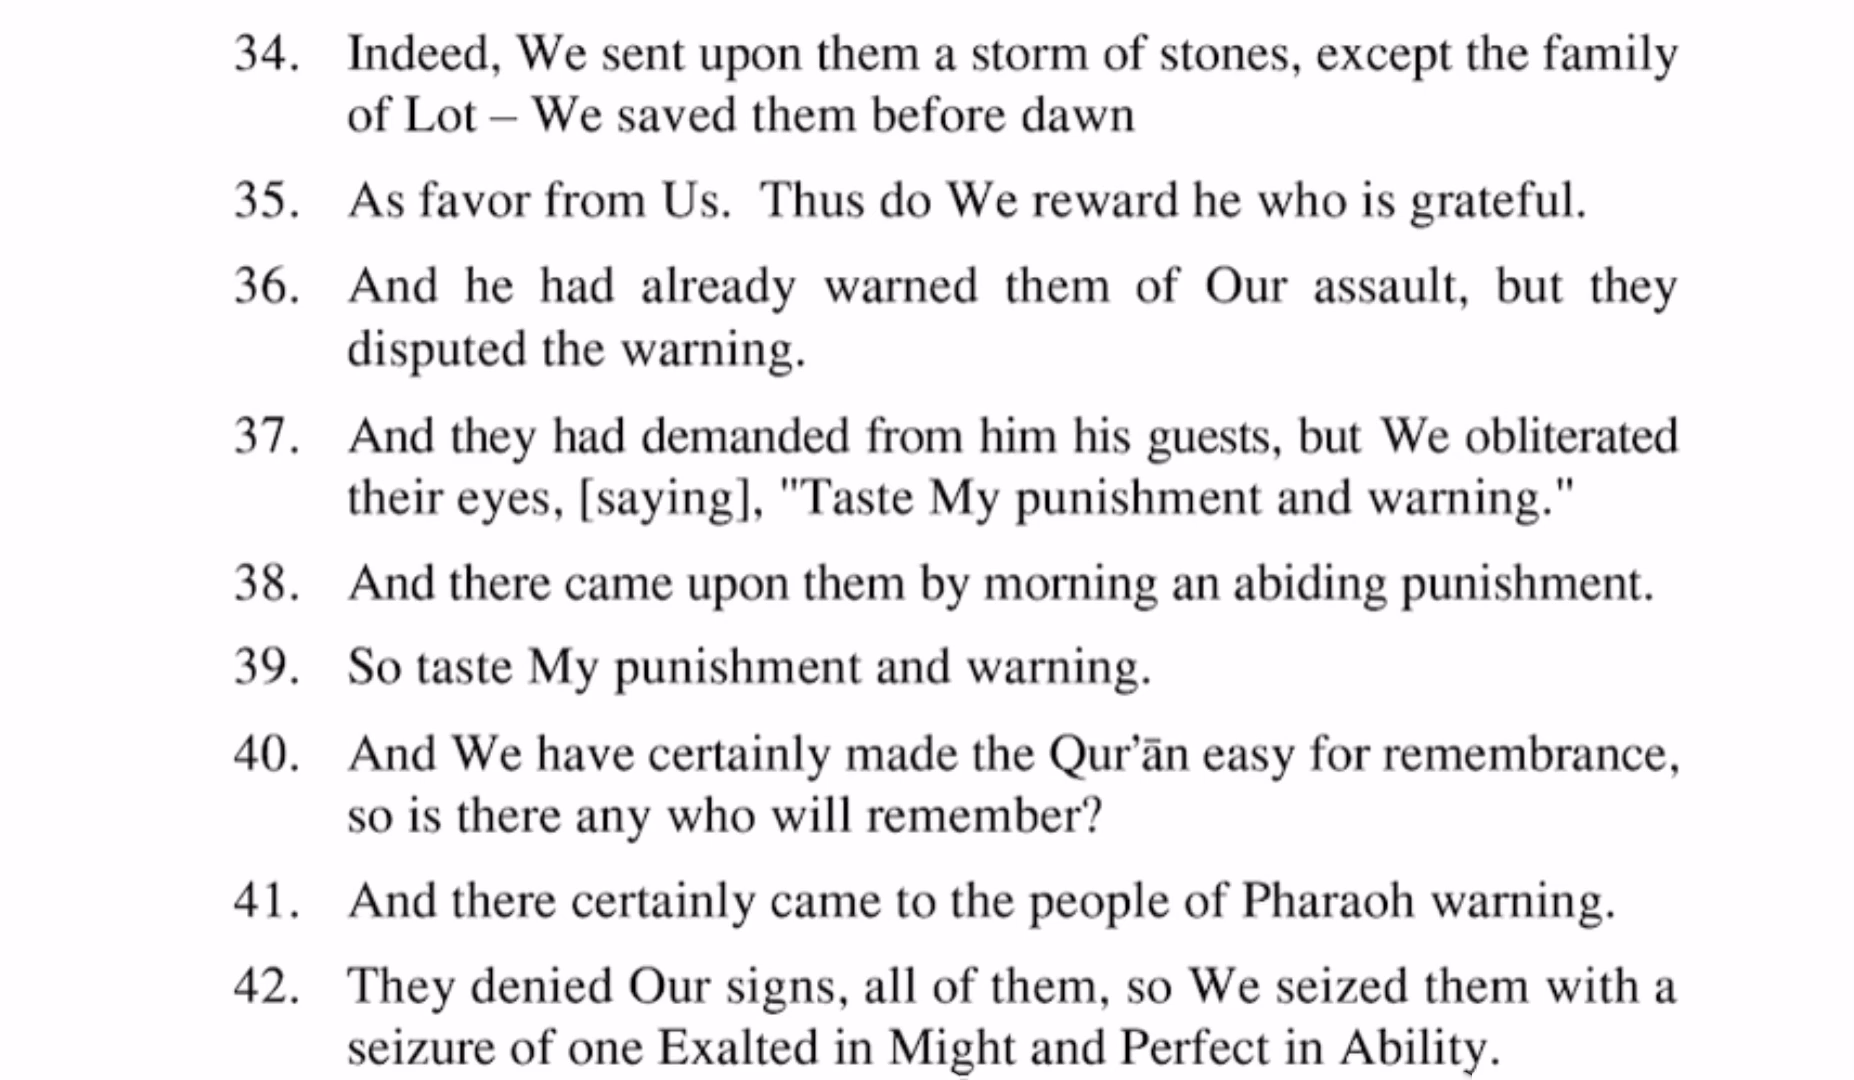 34. Indeed, We sent upon them a storm of stones, except the family
of Lot – We saved them before dawn
35. As favor from Us. Thus do We reward he who is grateful.
36. And he had already warned them of Our assault, but they
disputed the warning.
37. And they had demanded from him his guests, but We obliterated
their eyes, [saying], "Taste My punishment and warning."
38. And there came upon them by morning an abiding punishment.
39. So taste My punishment and warning.
40. And We have certainly made the Qur’ān easy for remembrance,
so is there any who will remember?
41. And there certainly came to the people of Pharaoh warning.
42. They denied Our signs, all of them, so We seized them with a
seizure of one Exalted in Might and Perfect in Ability.